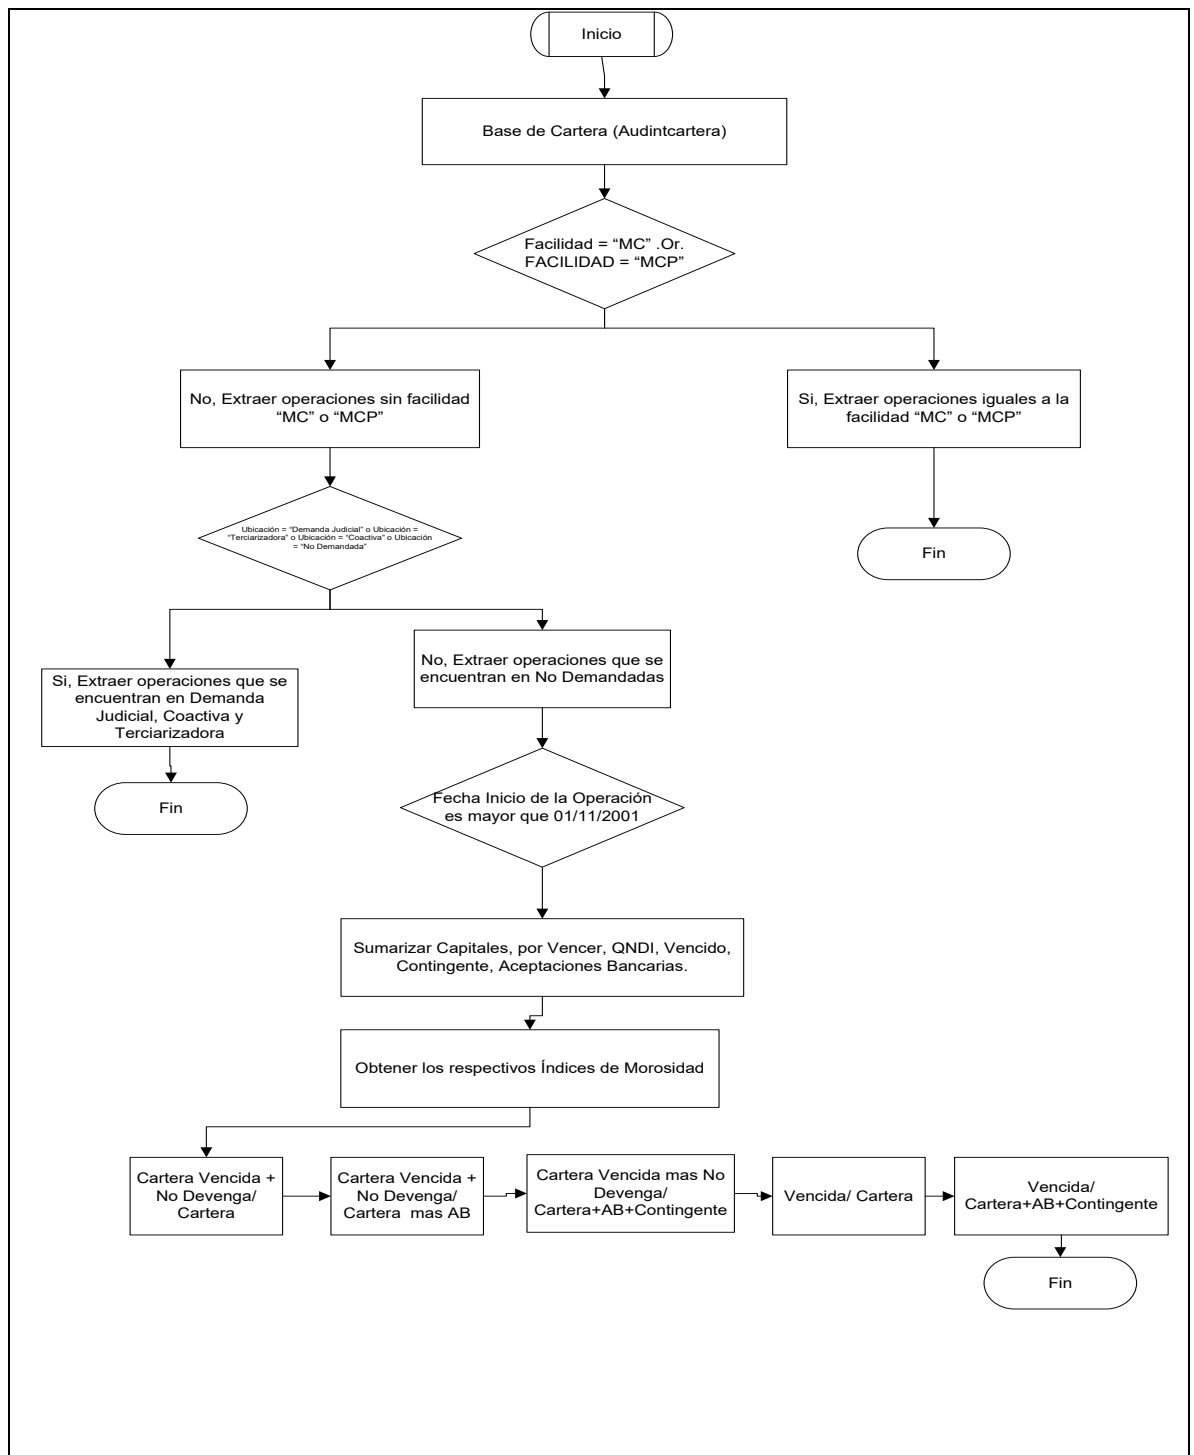 Inicio
Base de Cartera (Audintcartera)
Facilidad = “MC” .Or.
FACILIDAD = “MCP”
No, Extraer operaciones sin facilidad
“MC” o “MCP”
Si, Extraer operaciones iguales a la
facilidad “MC” o “MCP”
Ubicación = “Demanda Judicial” o Ubicación =
“Terciarizadora” o Ubicación = “Coactiva” o Ubicación
= “No Demandada”
Fin
No, Extraer operaciones que se
encuentran en No Demandadas
Si, Extraer operaciones que se
encuentran en Demanda
Judicial, Coactiva y
Terciarizadora
Fin
Fecha Inicio de la Operación
es mayor que 01/11/2001
Sumarizar Capitales, por Vencer, QNDI, Vencido,
Contingente, Aceptaciones Bancarias.
Obtener los respectivos Índices de Morosidad
Cartera Vencida +
No Devenga/
Cartera
Cartera Vencida +
No Devenga/
Cartera mas AB
Cartera Vencida mas No
Devenga/
Cartera+AB+Contingente
Vencida/ Cartera
Vencida/
Cartera+AB+Contingente
Fin